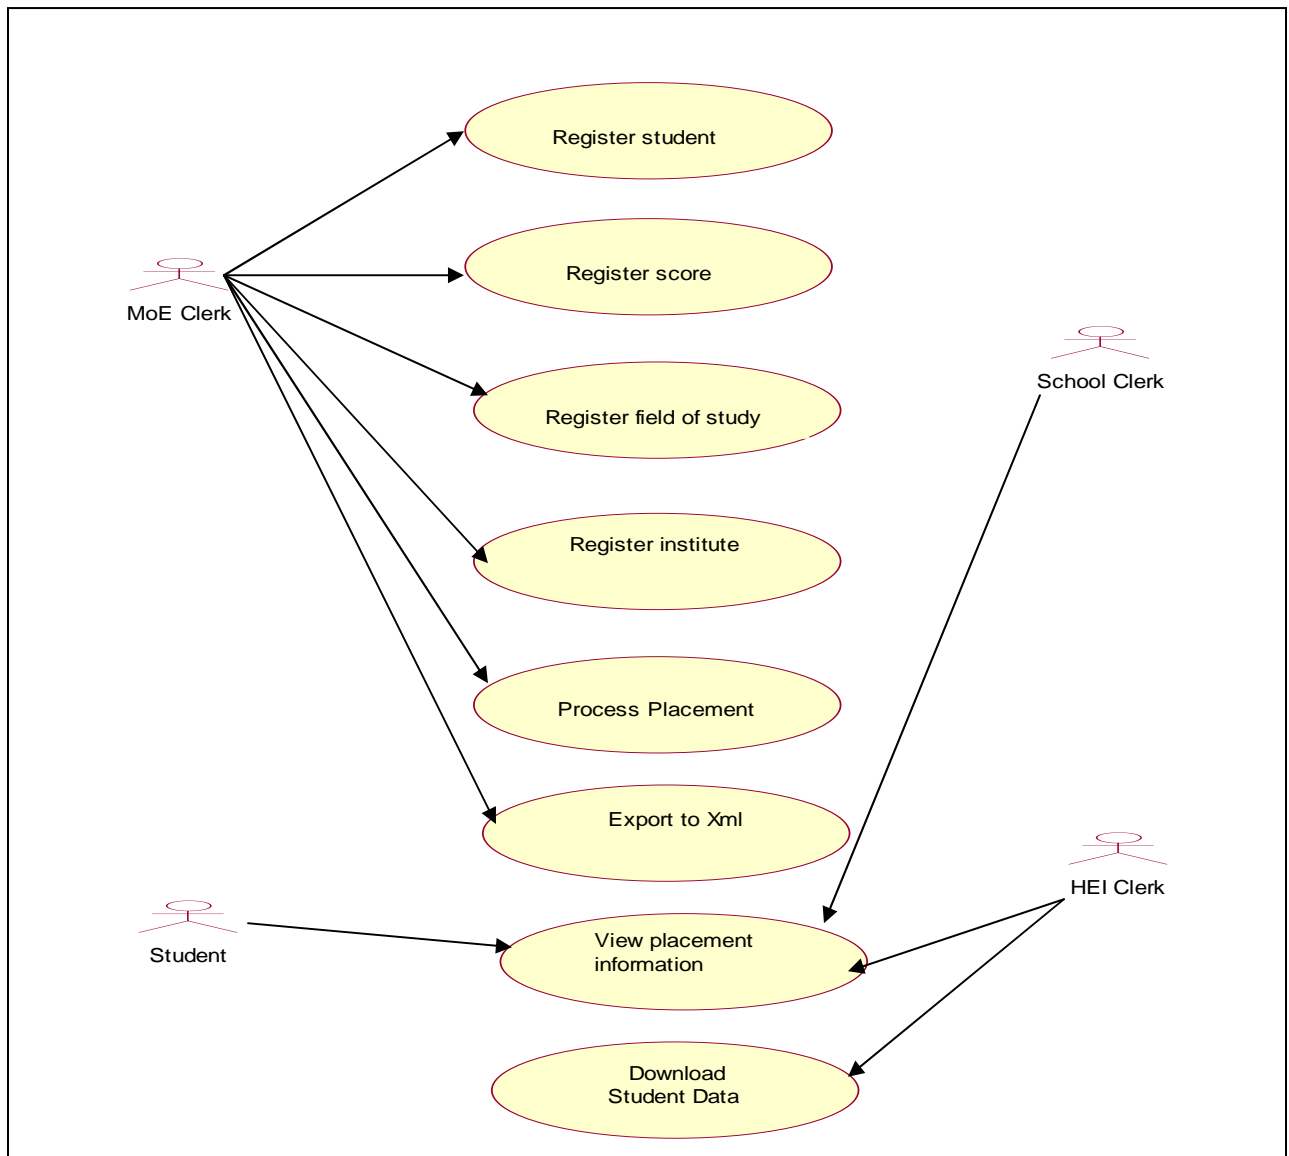 Register student
Register score
MoE Clerk
School Clerk
Register field of study
Register institute
Process Placement
Export to Xml
HEI Clerk
Student
View placement
information
Download
Student Data